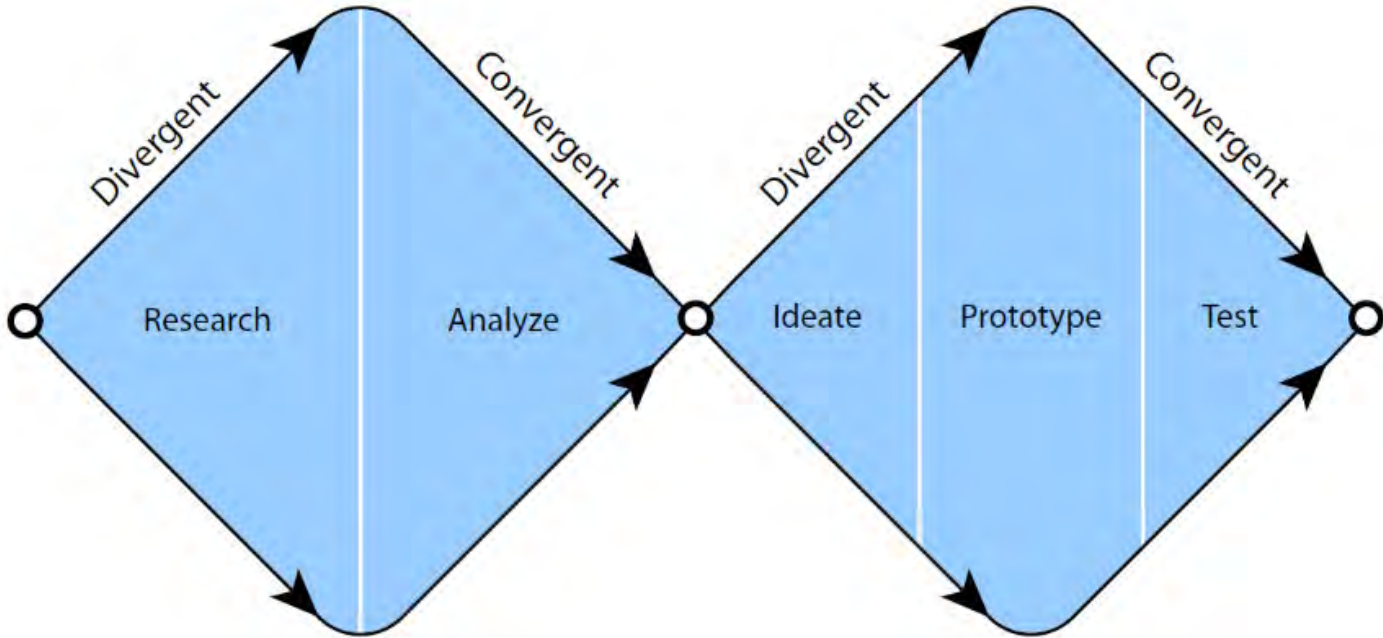 Divergent
Convergent
Divergent
Convergent
Research
Analyze
Ideate
Prototype
Test